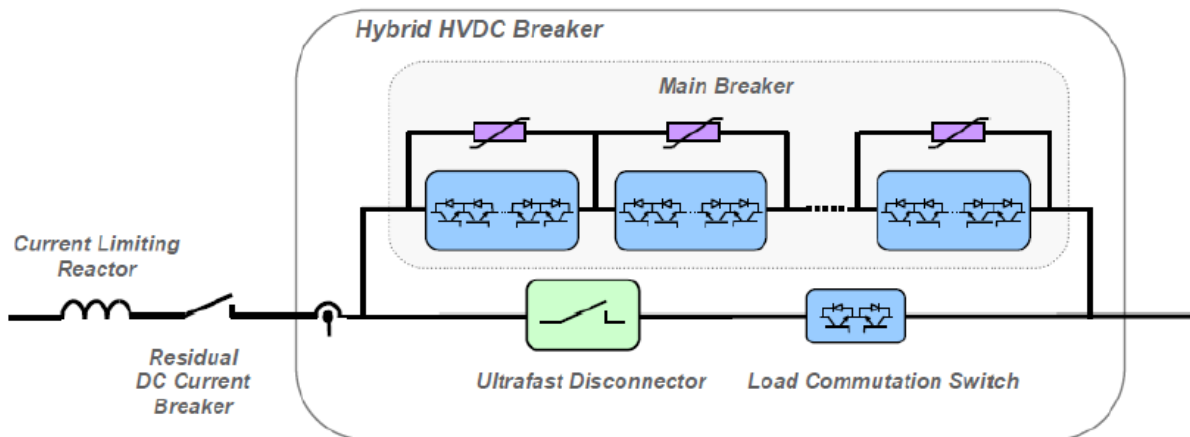 Hybrid HVDC Breaker
Main Breaker
Current Limiting
Reactor
Residual
DC Current
Breaker
Ultrafast Disconnector
Load Commutation Switch